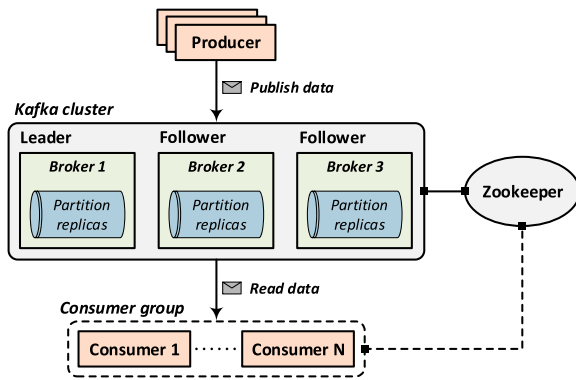 Producer
Publish data
Kafka cluster
Leader
Follower
Follower
Broker 1
Broker 2
Broker 3
Partition
replicas
Partition
replicas
Partition
replicas
Zookeeper
Read data
Consumer group
Consumer 1
Consumer N